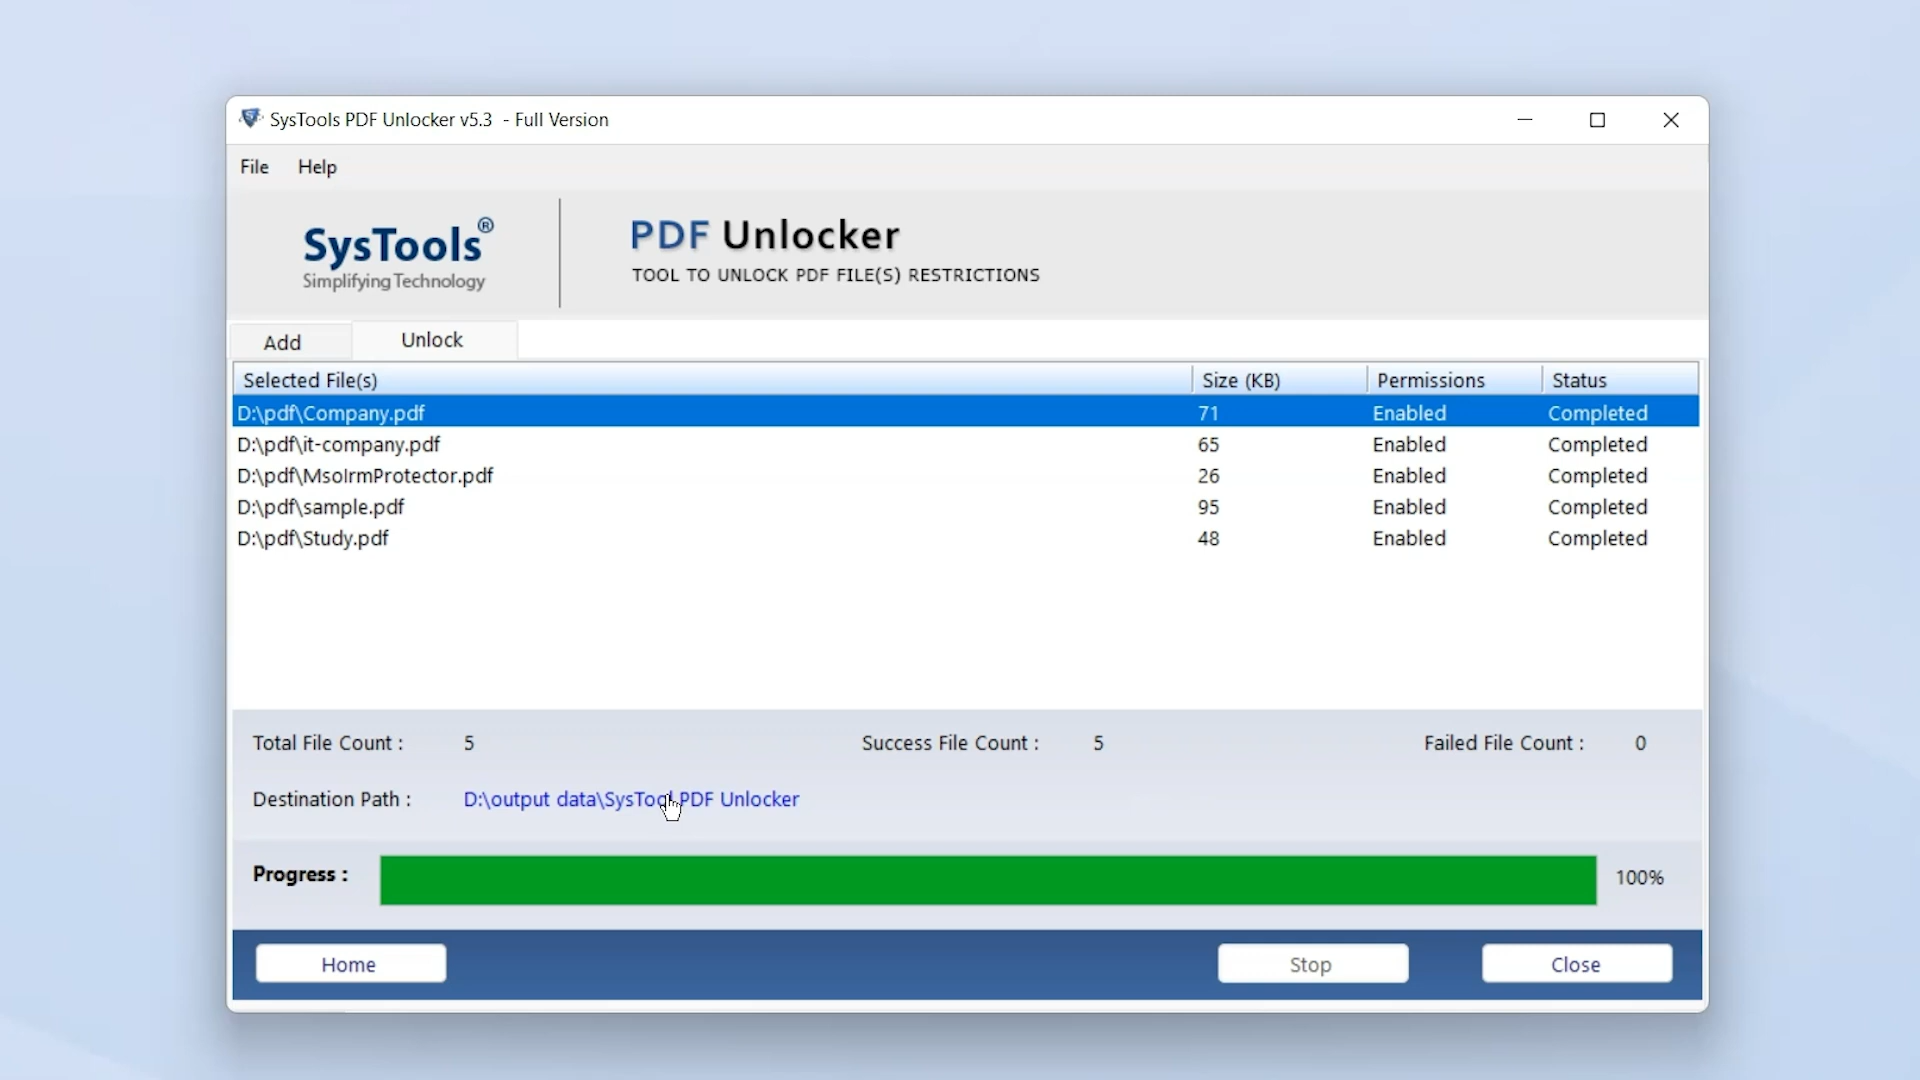 SysTools PDF Unlocker v5.3 - Full Version
File Help
SysTools®
Simplifying Technology
PDF Unlocker
TOOL TO UNLOCK PDF FILE(S) RESTRICTIONS
Add Unlock
Selected File(s) Size (KB) Permissions Status
D:\pdf\Company.pdf 71 Enabled Completed
D:\pdf\it-company.pdf 65 Enabled Completed
D:\pdf\MsoIrmProtector.pdf 26 Enabled Completed
D:\pdf\sample.pdf 95 Enabled Completed
D:\pdf\Study.pdf 48 Enabled Completed
Total File Count : 5 Success File Count : 5 Failed File Count : 0
Destination Path : D:\output data\SysTool PDF Unlocker
Progress : 100%
Home Stop Close